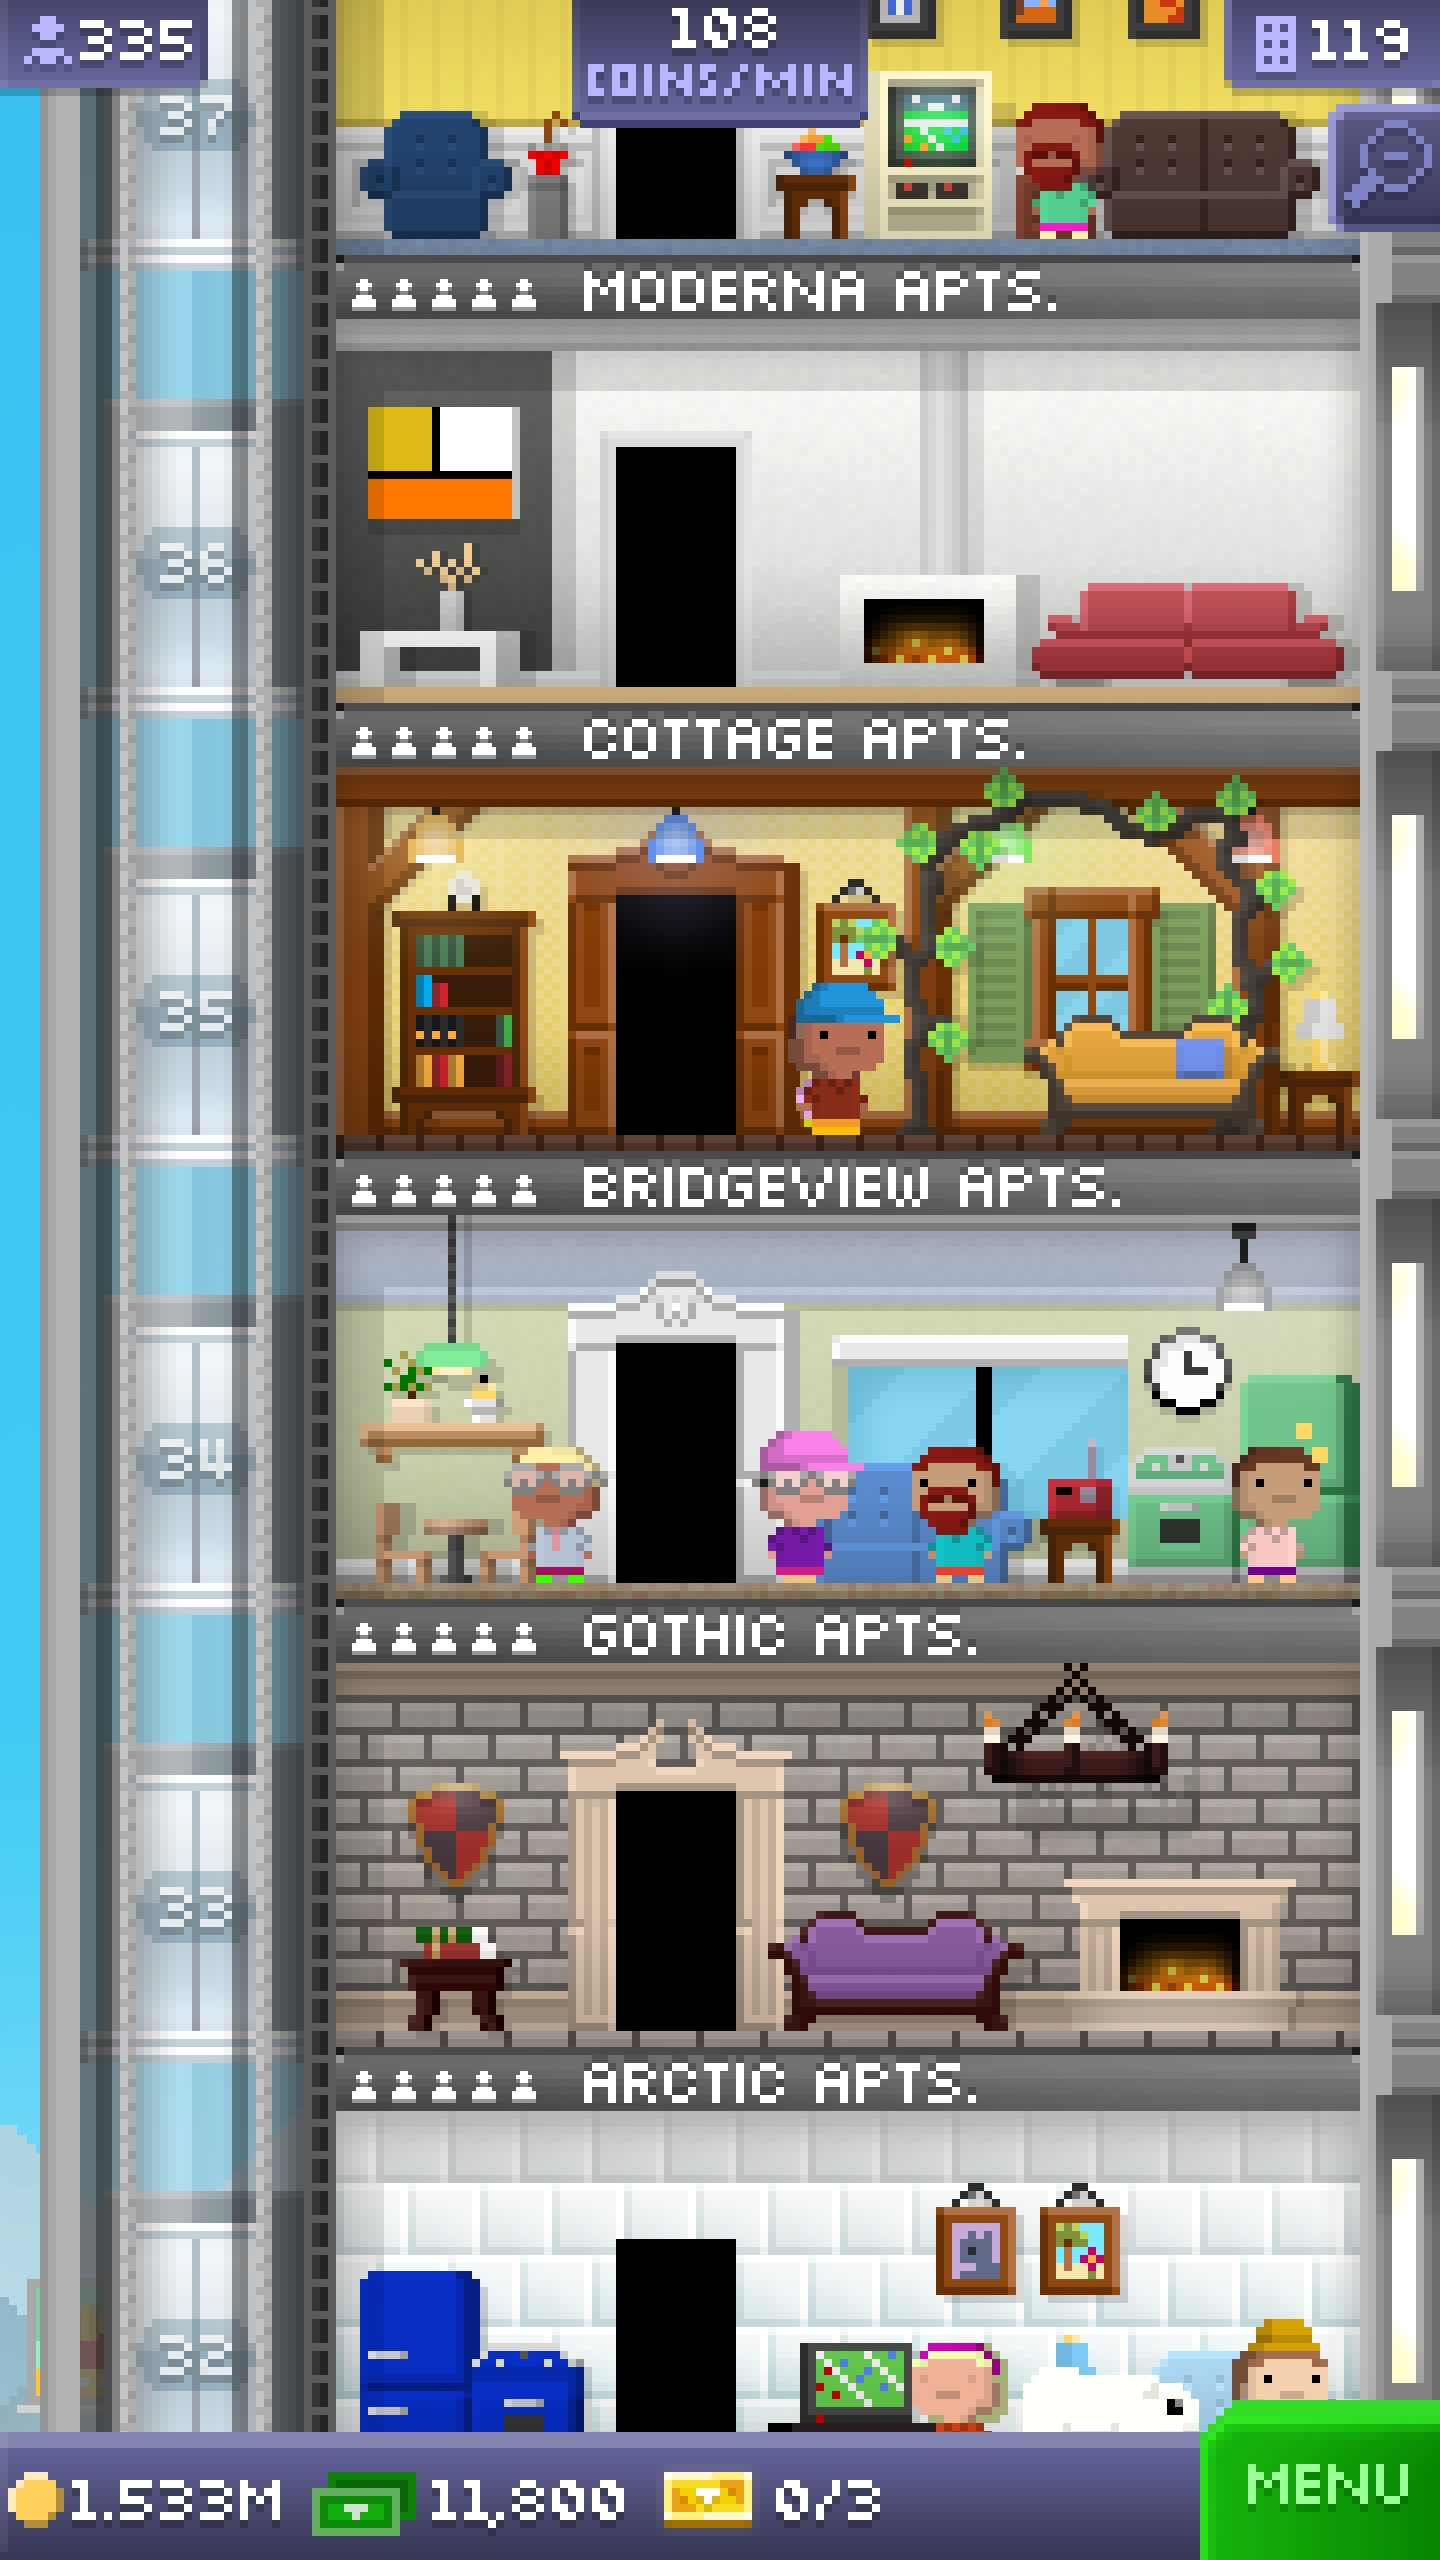 335
108
COINS/MIN
119
37
MODERNA APTS.
36
COTTAGE APTS.
35
BRIDGEVIEW APTS.
34
GOTHIC APTS.
33
ARCTIC APTS.
32
1.533M
11,800
0/3
MENU